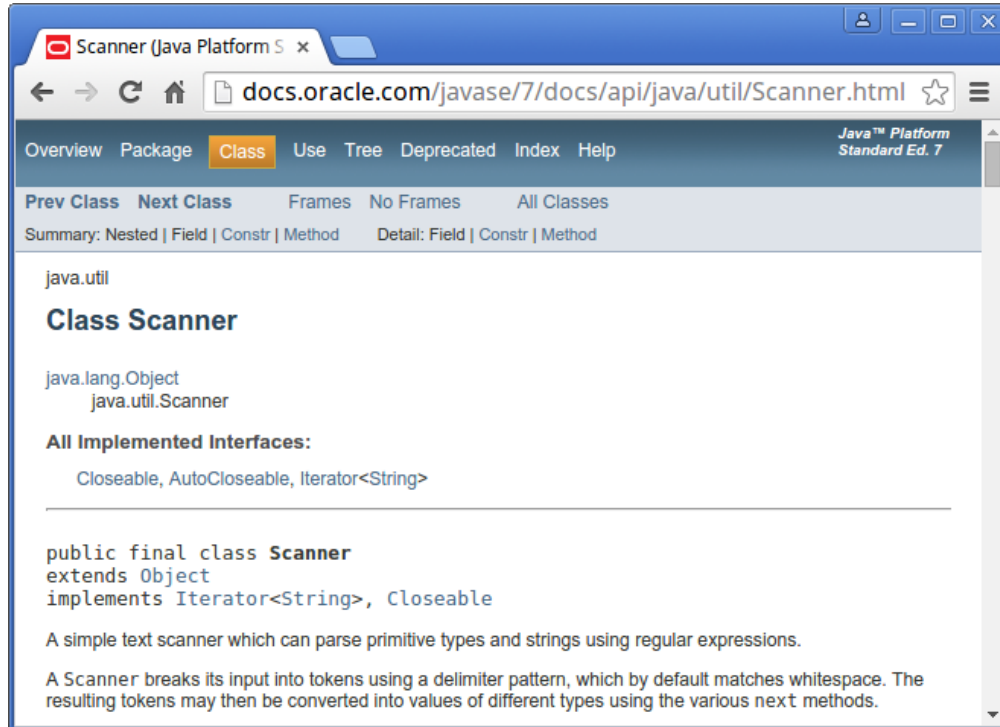 Scanner (Java Platform S
docs.oracle.com/javase/7/docs/api/java/util/Scanner.html
Overview Package Class Use Tree Deprecated Index Help
Java™ Platform
Standard Ed. 7
Prev Class Next Class Frames No Frames All Classes
Summary: Nested | Field | Constr | Method Detail: Field | Constr | Method
java.util
Class Scanner
java.lang.Object
java.util.Scanner
All Implemented Interfaces:
Closeable, AutoCloseable, Iterator<String>
public final class Scanner
extends Object
implements Iterator<String>, Closeable
A simple text scanner which can parse primitive types and strings using regular expressions.
A Scanner breaks its input into tokens using a delimiter pattern, which by default matches whitespace. The
resulting tokens may then be converted into values of different types using the various next methods.